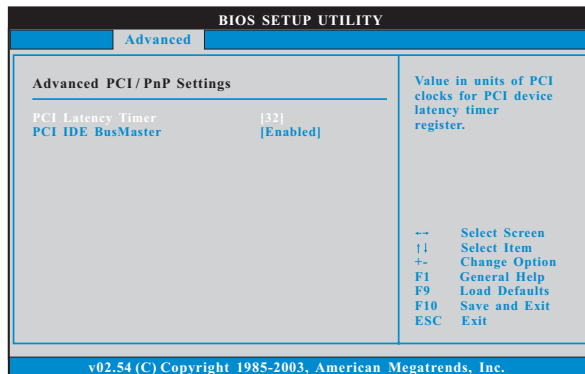 BIOS SETUP UTILITY
Advanced
Advanced PCI / PnP Settings
PCI Latency Timer [32]
PCI IDE BusMaster [Enabled]
Value in units of PCI
clocks for PCI device
latency timer
register.
←→ Select Screen
↑↓ Select Item
+- Change Option
F1 General Help
F9 Load Defaults
F10 Save and Exit
ESC Exit
v02.54 (C) Copyright 1985-2003, American Megatrends, Inc.